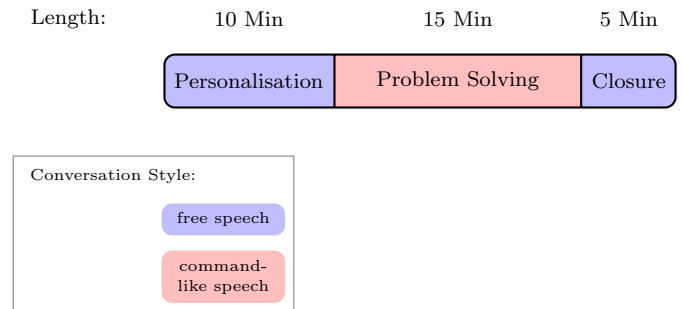 Length: 10 Min 15 Min 5 Min
Personalisation Problem Solving Closure
Conversation Style:
free speech
command-
like speech